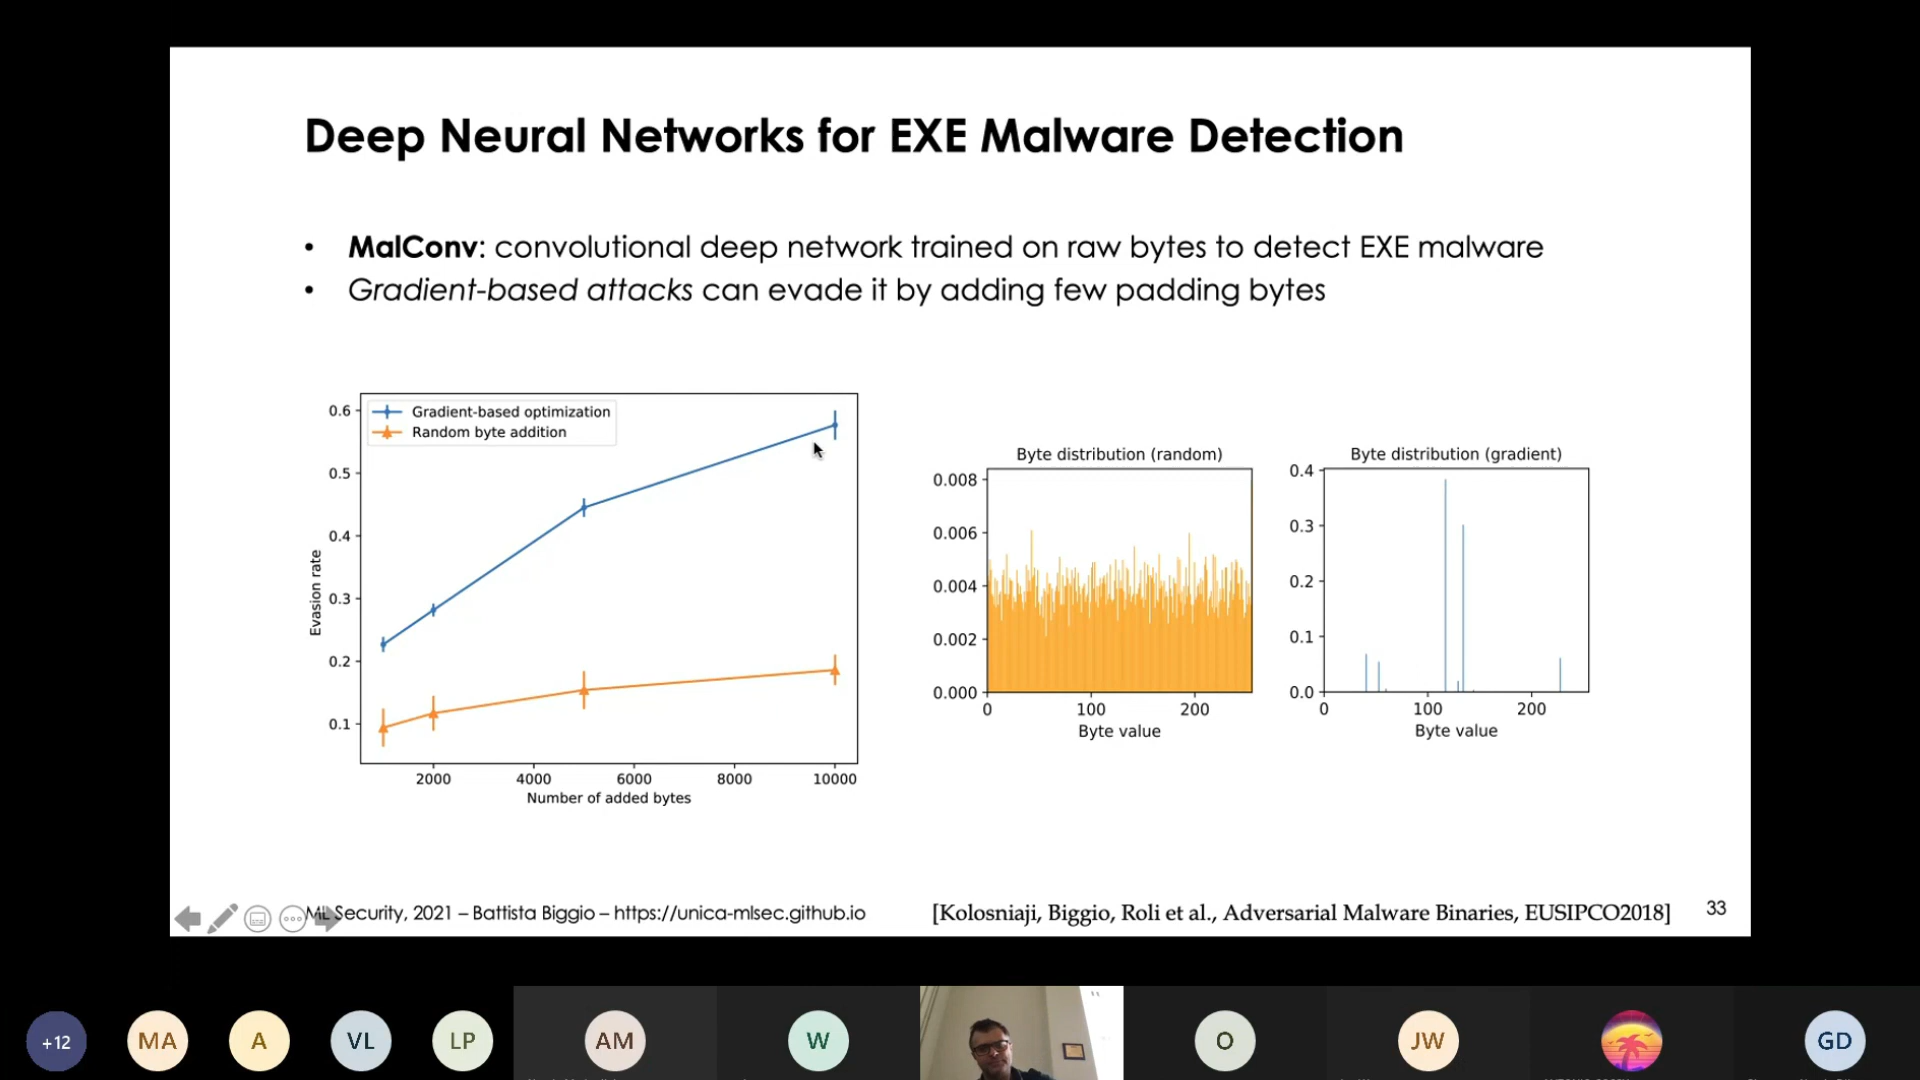 Deep Neural Networks for EXE Malware Detection
• MalConv: convolutional deep network trained on raw bytes to detect EXE malware
• Gradient-based attacks can evade it by adding few padding bytes
Gradient-based optimization
Random byte addition
0.6
0.5
0.4
0.3
0.2
0.1
Evasion rate
2000 4000 6000 8000 10000
Number of added bytes
Byte distribution (random)
0.008
0.006
0.004
0.002
0.000
0 100 200
Byte value
Byte distribution (gradient)
0.4
0.3
0.2
0.1
0.0
0 100 200
Byte value
ML Security, 2021 – Battista Biggio – https://unica-mlsec.github.io
[Kolosniaji, Biggio, Roli et al., Adversarial Malware Binaries, EUSIPCO2018]
33
+12 MA A VL LP AM W O JW GD